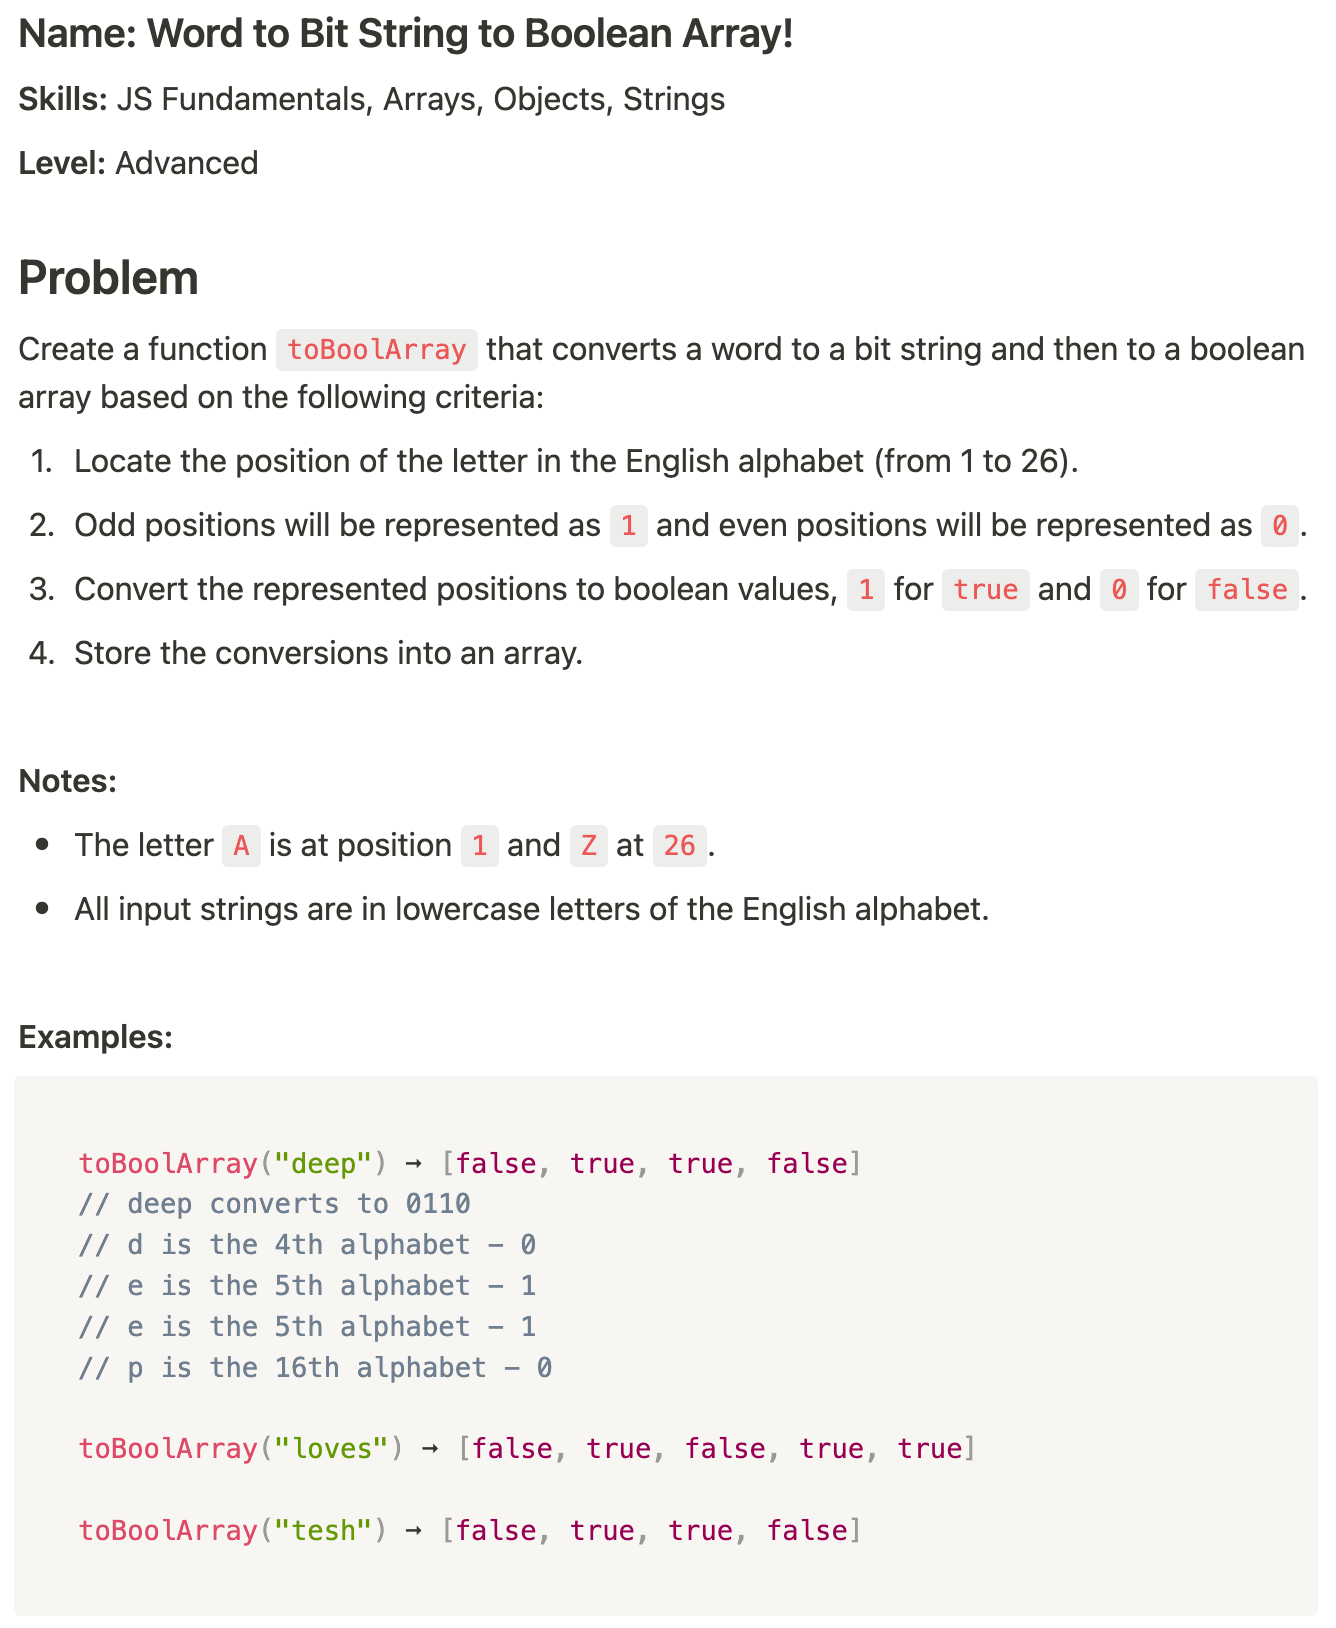 Name: Word to Bit String to Boolean Array!
Skills: JS Fundamentals, Arrays, Objects, Strings
Level: Advanced
Problem
Create a function toBoolArray that converts a word to a bit string and then to a boolean
array based on the following criteria:
1. Locate the position of the letter in the English alphabet (from 1 to 26).
2. Odd positions will be represented as 1 and even positions will be represented as 0.
3. Convert the represented positions to boolean values, 1 for true and 0 for false.
4. Store the conversions into an array.
Notes:
• The letter A is at position 1 and Z at 26.
• All input strings are in lowercase letters of the English alphabet.
Examples:
toBoolArray("deep") → [false, true, true, false]
// deep converts to 0110
// d is the 4th alphabet - 0
// e is the 5th alphabet - 1
// e is the 5th alphabet - 1
// p is the 16th alphabet - 0
toBoolArray("loves") → [false, true, false, true, true]
toBoolArray("tesh") → [false, true, true, false]